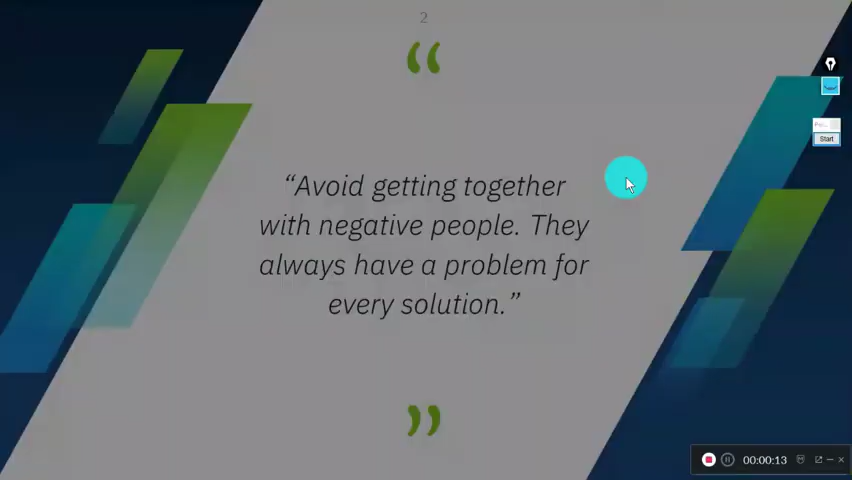 2
“
“Avoid getting together
with negative people. They
always have a problem for
every solution.”
”
Start
00:00:13